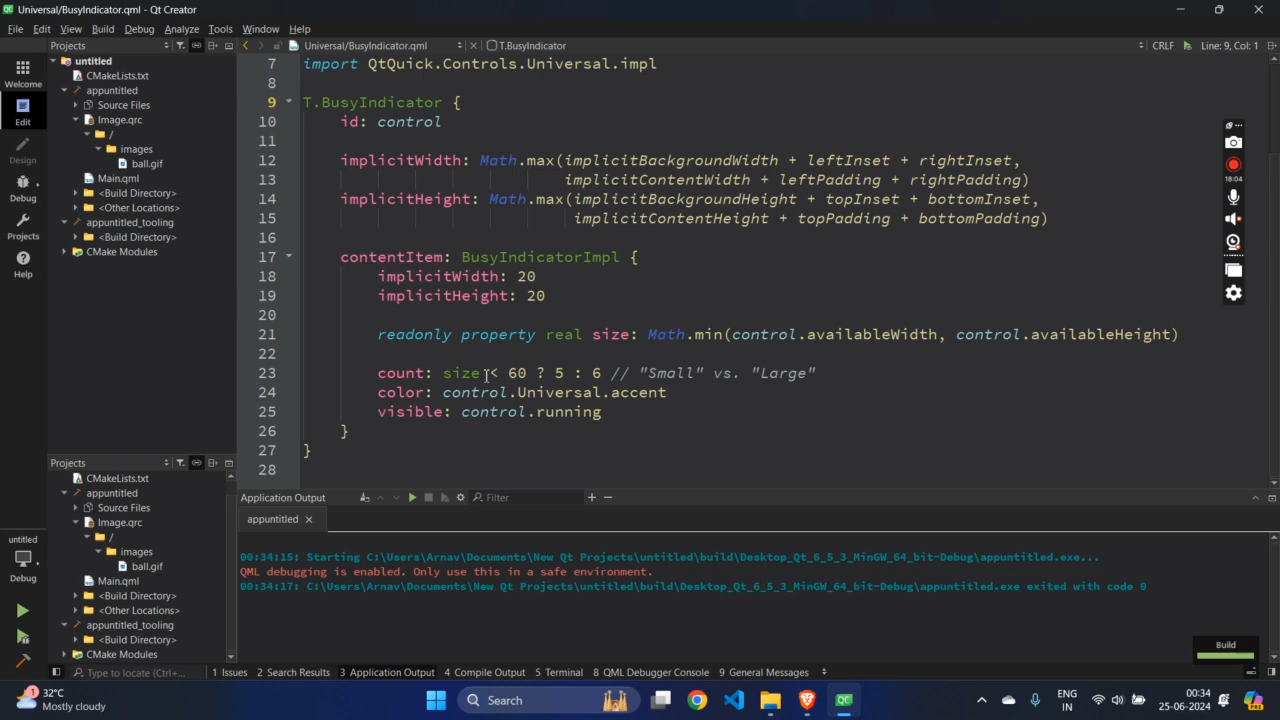 Universal/BusyIndicator.qml - Qt Creator
File Edit View Build Debug Analyze Tools Window Help
Projects
Universal/BusyIndicator.qml
T.BusyIndicator
CRLF
Line: 9, Col: 1
Welcome
Edit
Design
Debug
Projects
Help
untitled
CMakeLists.txt
appuntitled
Source Files
Image.qrc
/
images
ball.gif
Main.qml
<Build Directory>
<Other Locations>
appuntitled_tooling
<Build Directory>
CMake Modules
7 import QtQuick.Controls.Universal.impl
8
9 T.BusyIndicator {
10 id: control
11
12 implicitWidth: Math.max(implicitBackgroundWidth + leftInset + rightInset,
13 implicitContentWidth + leftPadding + rightPadding)
14 implicitHeight: Math.max(implicitBackgroundHeight + topInset + bottomInset,
15 implicitContentHeight + topPadding + bottomPadding)
16
17 contentItem: BusyIndicatorImpl {
18 implicitWidth: 20
19 implicitHeight: 20
20
21 readonly property real size: Math.min(control.availableWidth, control.availableHeight)
22
23 count: size < 60 ? 5 : 6 // "Small" vs. "Large"
24 color: control.Universal.accent
25 visible: control.running
26 }
27 }
28
18:04
Projects
CMakeLists.txt
appuntitled
Source Files
Image.qrc
/
images
ball.gif
Main.qml
<Build Directory>
<Other Locations>
appuntitled_tooling
<Build Directory>
CMake Modules
untitled
Debug
Application Output
Filter
appuntitled
00:34:15: Starting C:\Users\Arnav\Documents\New Qt Projects\untitled\build\Desktop_Qt_6_5_3_MinGW_64_bit-Debug\appuntitled.exe...
QML debugging is enabled. Only use this in a safe environment.
00:34:17: C:\Users\Arnav\Documents\New Qt Projects\untitled\build\Desktop_Qt_6_5_3_MinGW_64_bit-Debug\appuntitled.exe exited with code 0
Build
Type to locate (Ctrl+...
1 Issues 2 Search Results 3 Application Output 4 Compile Output 5 Terminal 8 QML Debugger Console 9 General Messages
1
32°C
Mostly cloudy
Search
ENG
IN
00:34
25-06-2024